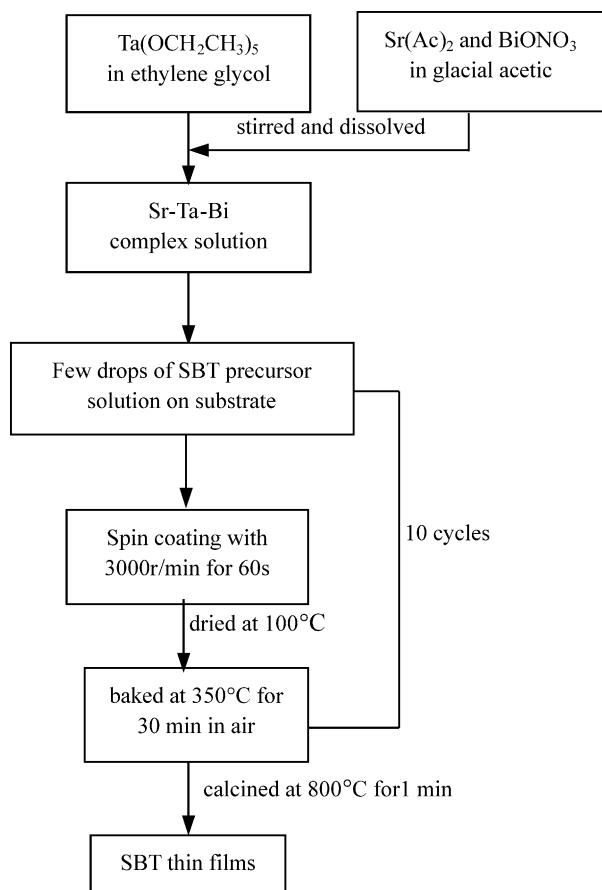 Ta(OCH₂CH₃)₅
in ethylene glycol
Sr(Ac)₂ and BiONO₃
in glacial acetic
stirred and dissolved
Sr-Ta-Bi
complex solution
Few drops of SBT precursor
solution on substrate
Spin coating with
3000r/min for 60s
10 cycles
dried at 100°C
baked at 350°C for
30 min in air
calcined at 800°C for1 min
SBT thin films